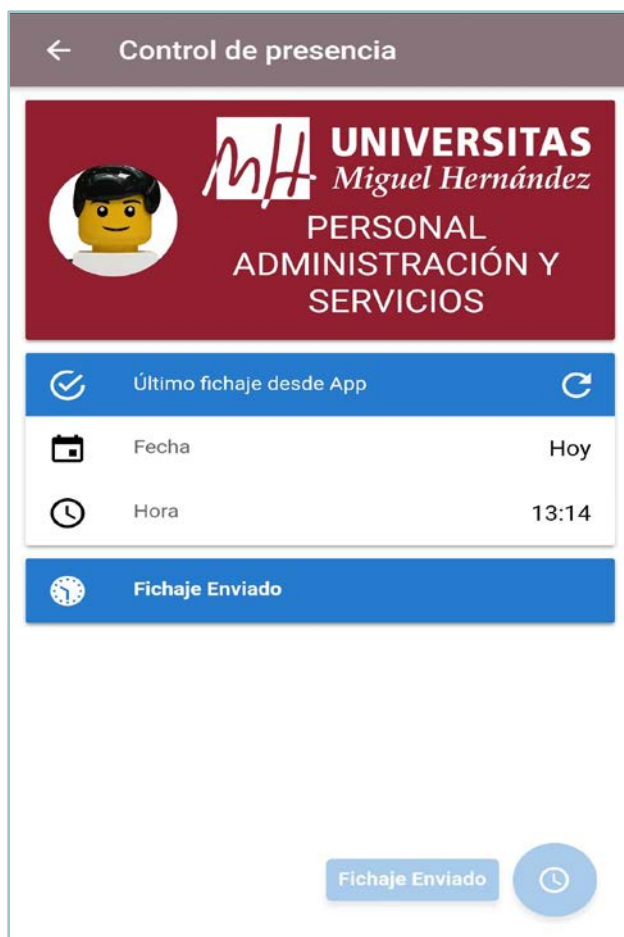 Control de presencia
UNIVERSITAS
Miguel Hernández
PERSONAL
ADMINISTRACIÓN Y
SERVICIOS
Último fichaje desde App
Fecha Hoy
Hora 13:14
Fichaje Enviado
Fichaje Enviado